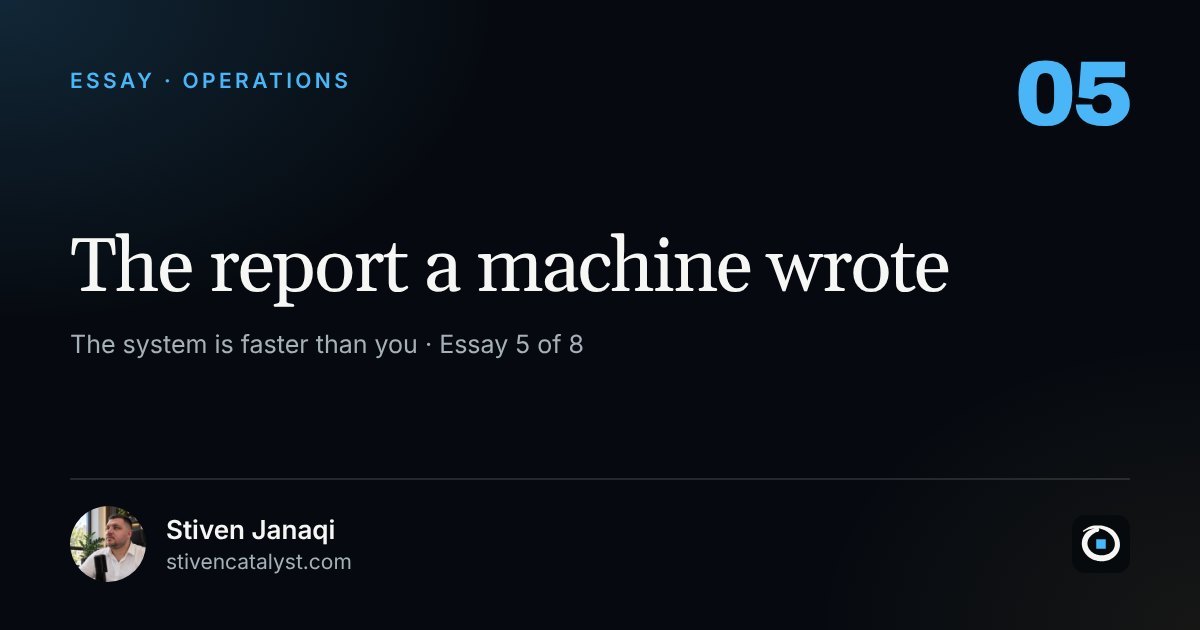 ESSAY · OPERATIONS
05
The report a machine wrote
The system is faster than you · Essay 5 of 8
Stiven Janaqi
stivencatalyst.com